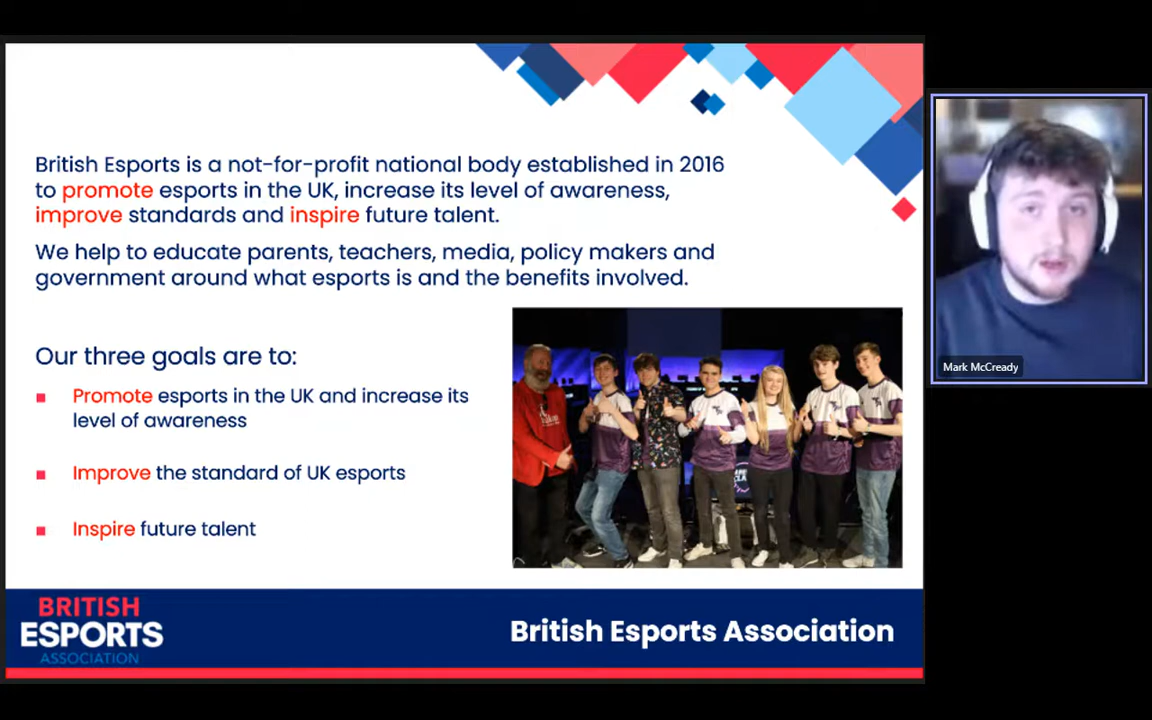 British Esports is a not-for-profit national body established in 2016
to promote esports in the UK, increase its level of awareness,
improve standards and inspire future talent.
We help to educate parents, teachers, media, policy makers and
government around what esports is and the benefits involved.
Our three goals are to:
Promote esports in the UK and increase its
level of awareness
Improve the standard of UK esports
Inspire future talent
BRITISH
ESPORTS
ASSOCIATION
British Esports Association
Mark McCready